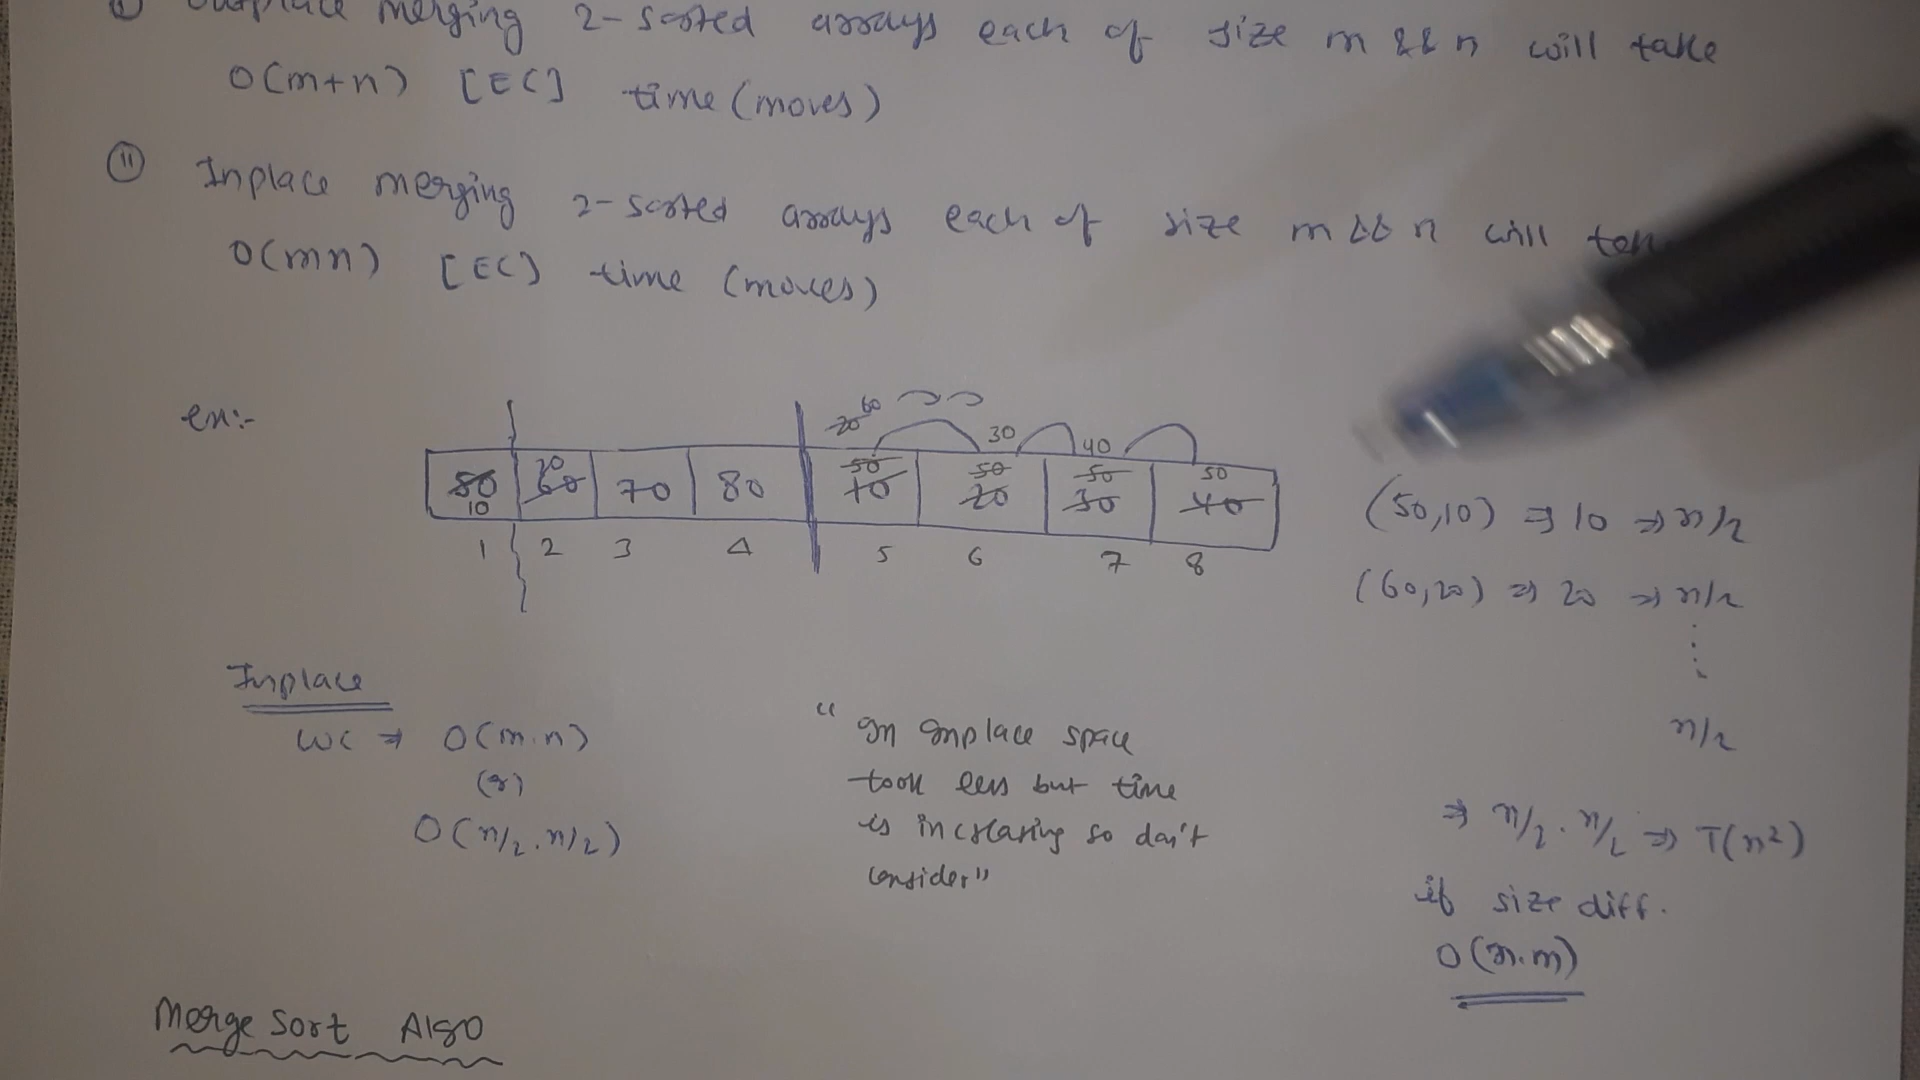 merging 2-sorted arrays each of size m && n will take
O(m+n) [EC] time (moves)
(ii) Inplace merging 2-sorted arrays each of size m && n will
O(mn) [EC] time (moves)
ex:-
20 60
30 40
50 20 50 50 50 50
50 60 70 80 10 20 30 40
10
1 2 3 4 5 6 7 8
(50,10) ⇒ 10 ⇒ n/2
(60,20) ⇒ 20 ⇒ n/2
⋮
n/2
⇒ n/2 . n/2 ⇒ T(n²)
if size diff.
O(n.m)
Inplace
WC ⇒ O(m.n)
(or)
O(n/2 . n/2)
"In Inplace space
took less but time
is increasing so don't
consider"
Merge Sort Algo